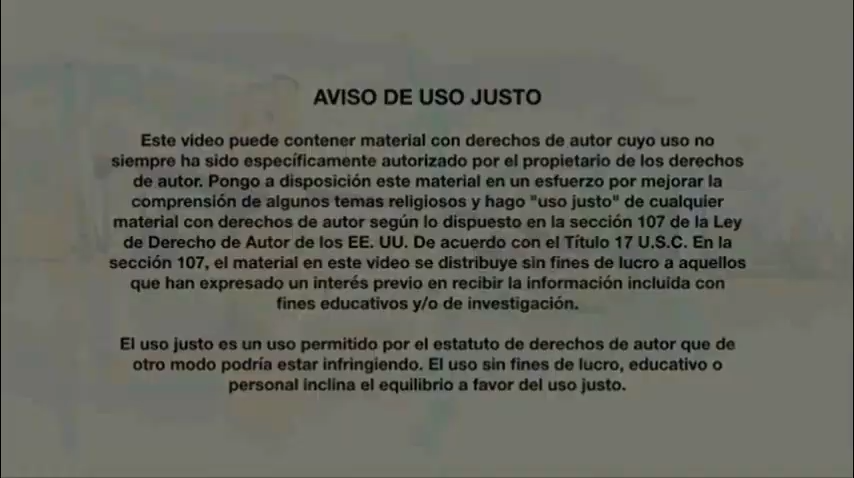 AVISO DE USO JUSTO
Este video puede contener material con derechos de autor cuyo uso no
siempre ha sido específicamente autorizado por el propietario de los derechos
de autor. Pongo a disposición este material en un esfuerzo por mejorar la
comprensión de algunos temas religiosos y hago "uso justo" de cualquier
material con derechos de autor según lo dispuesto en la sección 107 de la Ley
de Derecho de Autor de los EE. UU. De acuerdo con el Título 17 U.S.C. En la
sección 107, el material en este video se distribuye sin fines de lucro a aquellos
que han expresado un interés previo en recibir la información incluida con
fines educativos y/o de investigación.
El uso justo es un uso permitido por el estatuto de derechos de autor que de
otro modo podría estar infringiendo. El uso sin fines de lucro, educativo o
personal inclina el equilibrio a favor del uso justo.